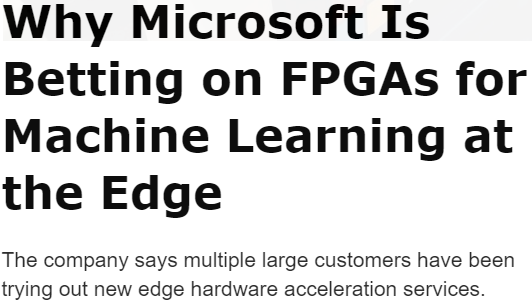 Why Microsoft Is
Betting on FPGAs for
Machine Learning at
the Edge
The company says multiple large customers have been
trying out new edge hardware acceleration services.